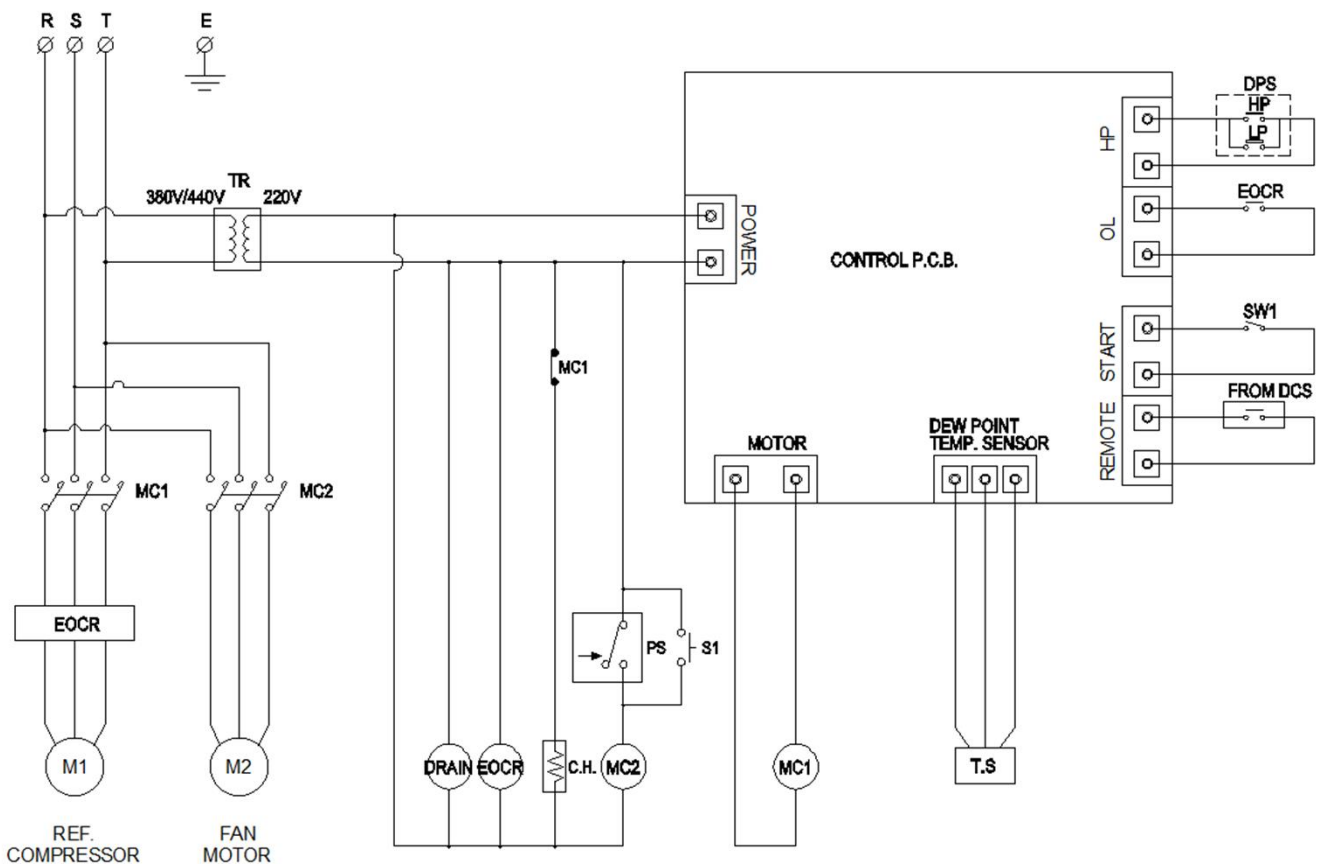 R S T E
DPS
HP
LP
HP
TR
380V/440V 220V
EOCR
OL
POWER
CONTROL P.C.B.
SW1
START
MC1
FROM DCS
REMOTE
DEW POINT
TEMP. SENSOR
MOTOR
MC1
MC2
EOCR
PS
S1
M1
M2
DRAIN
EOCR
C.H.
MC2
MC1
T.S
REF.
COMPRESSOR
FAN
MOTOR